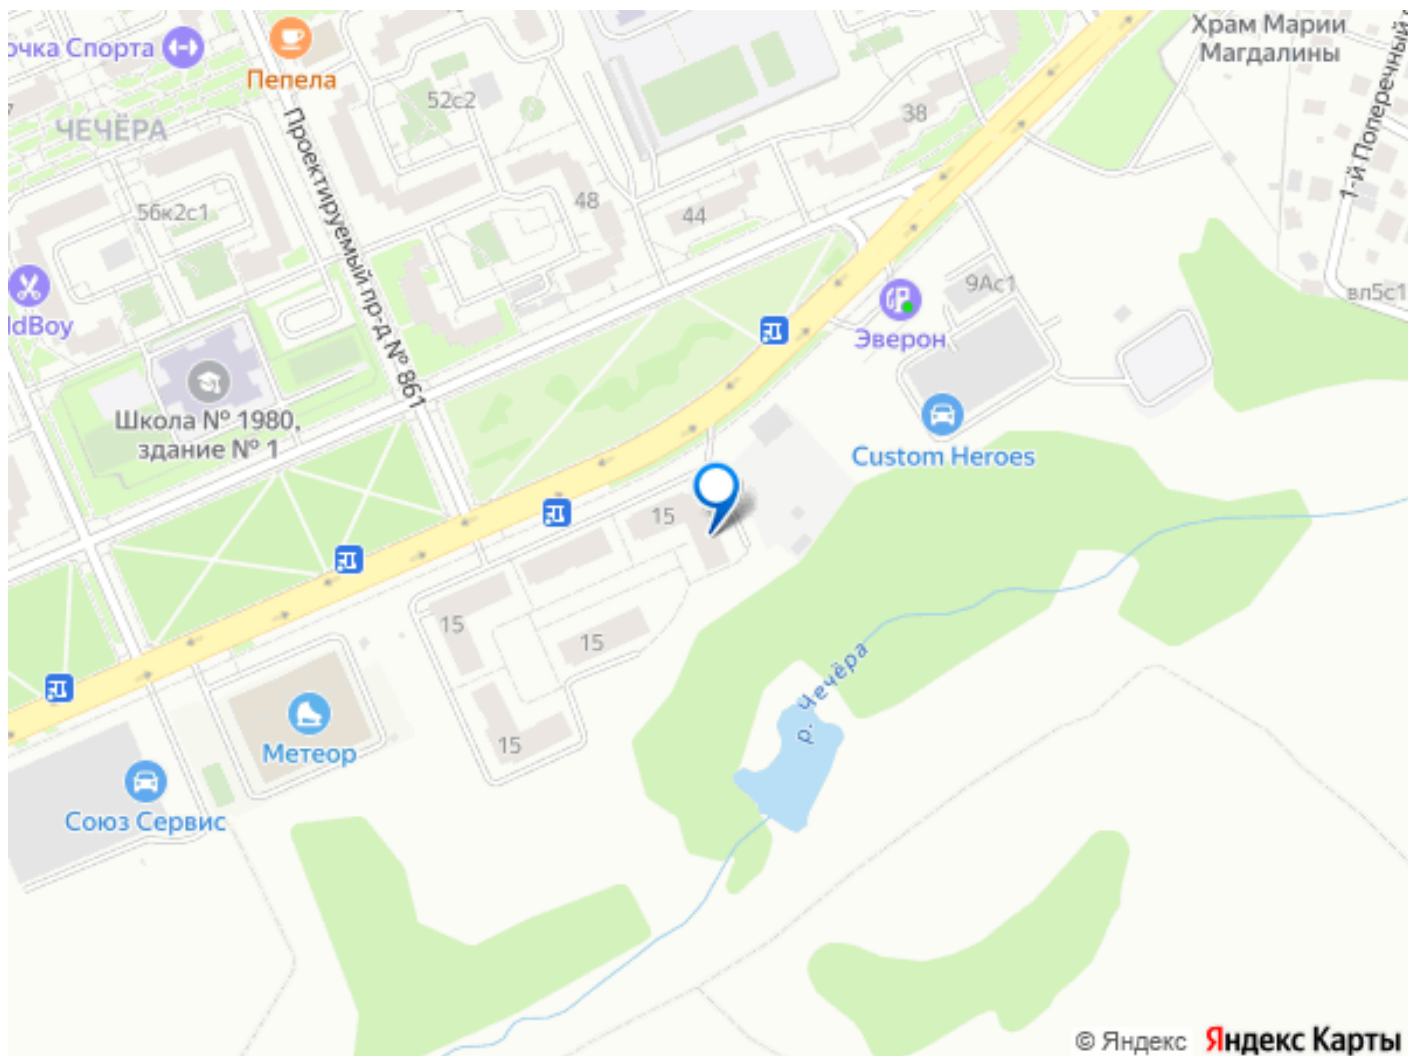 очка Спорта
Пепела
Храм Марии
Магдалины
1-й Поперечный
52с2
38
ЧЕЧЁРА
Проектируемый пр-д № 861
56к2с1
48
44
9Ас1
вл5с1
ldBoy
Эверон
Школа № 1980,
здание № 1
Custom Heroes
15
15
15
15
р. Чечёра
Метеор
Союз Сервис
© Яндекс Яндекс Карты